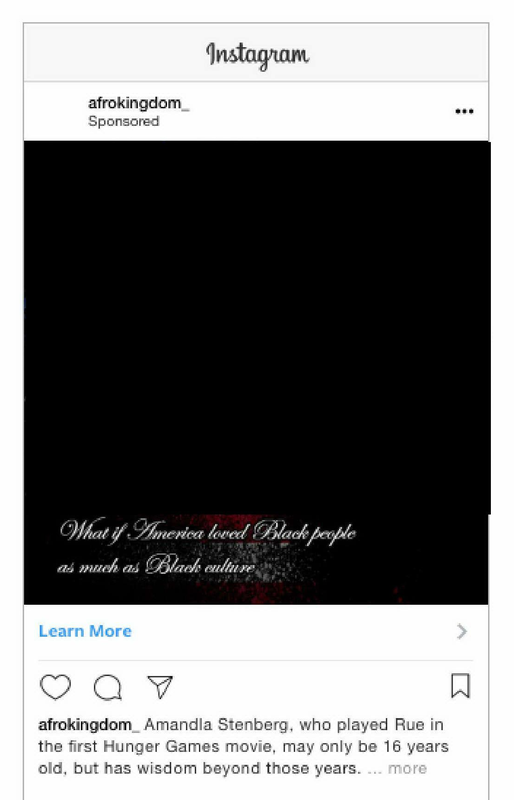 Instagram
afrokingdom_
Sponsored
What if America loved Black people
as much as Black culture
Learn More
afrokingdom_ Amandla Stenberg, who played Rue in
the first Hunger Games movie, may only be 16 years
old, but has wisdom beyond those years. ... more